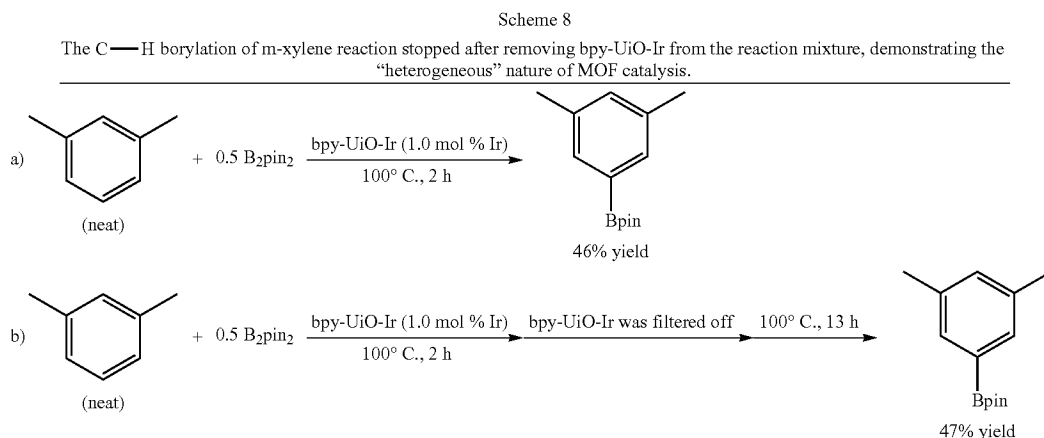 Scheme 8
The C—H borylation of m-xylene reaction stopped after removing bpy-UiO-Ir from the reaction mixture, demonstrating the
“heterogeneous” nature of MOF catalysis.
a)
(neat)
+ 0.5 B₂pin₂
bpy-UiO-Ir (1.0 mol % Ir)
100° C., 2 h
Bpin
46% yield
b)
(neat)
+ 0.5 B₂pin₂
bpy-UiO-Ir (1.0 mol % Ir)
100° C., 2 h
bpy-UiO-Ir was filtered off
100° C., 13 h
Bpin
47% yield